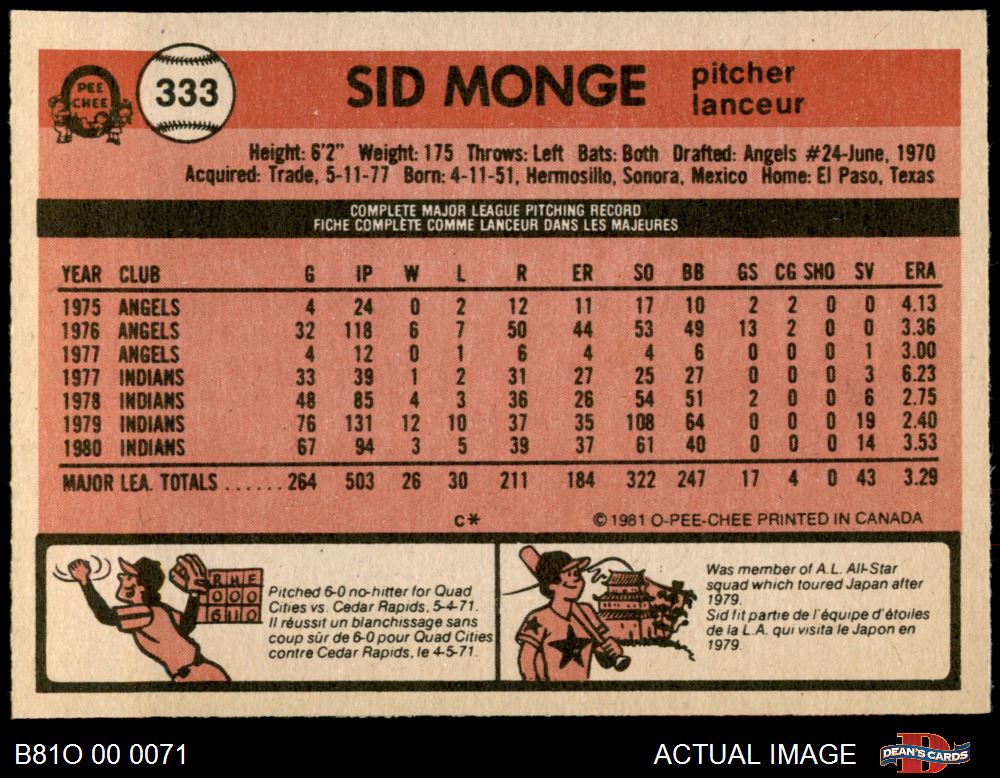 PEE
CHEE
333
SID MONGE
pitcher
lanceur
Height: 6'2" Weight: 175 Throws: Left Bats: Both Drafted: Angels #24-June, 1970
Acquired: Trade, 5-11-77 Born: 4-11-51, Hermosillo, Sonora, Mexico Home: El Paso, Texas
COMPLETE MAJOR LEAGUE PITCHING RECORD
FICHE COMPLÈTE COMME LANCEUR DANS LES MAJEURES
YEAR CLUB G IP W L R ER SO BB GS CG SHO SV ERA
1975 ANGELS 4 24 0 2 12 11 17 10 2 2 0 0 4.13
1976 ANGELS 32 118 6 7 50 44 53 49 13 2 0 0 3.36
1977 ANGELS 4 12 0 1 6 4 4 6 0 0 0 1 3.00
1977 INDIANS 33 39 1 2 31 27 25 27 0 0 0 3 6.23
1978 INDIANS 48 85 4 3 36 26 54 51 2 0 0 6 2.75
1979 INDIANS 76 131 12 10 37 35 108 64 0 0 0 19 2.40
1980 INDIANS 67 94 3 5 39 37 61 40 0 0 0 14 3.53
MAJOR LEA. TOTALS ...... 264 503 26 30 211 184 322 247 17 4 0 43 3.29
C* © 1981 O-PEE-CHEE PRINTED IN CANADA
R H E
0 0 0
6 11 0
Pitched 6-0 no-hitter for Quad
Cities vs. Cedar Rapids, 5-4-71.
Il réussit un blanchissage sans
coup sûr de 6-0 pour Quad Cities
contre Cedar Rapids, le 4-5-71.
Was member of A.L. All-Star
squad which toured Japan after
1979.
Sid fit partie de l'équipe d'étoiles
de la L.A. qui visita le Japon en
1979.
B81O 00 0071
ACTUAL IMAGE
DEAN'S CARDS